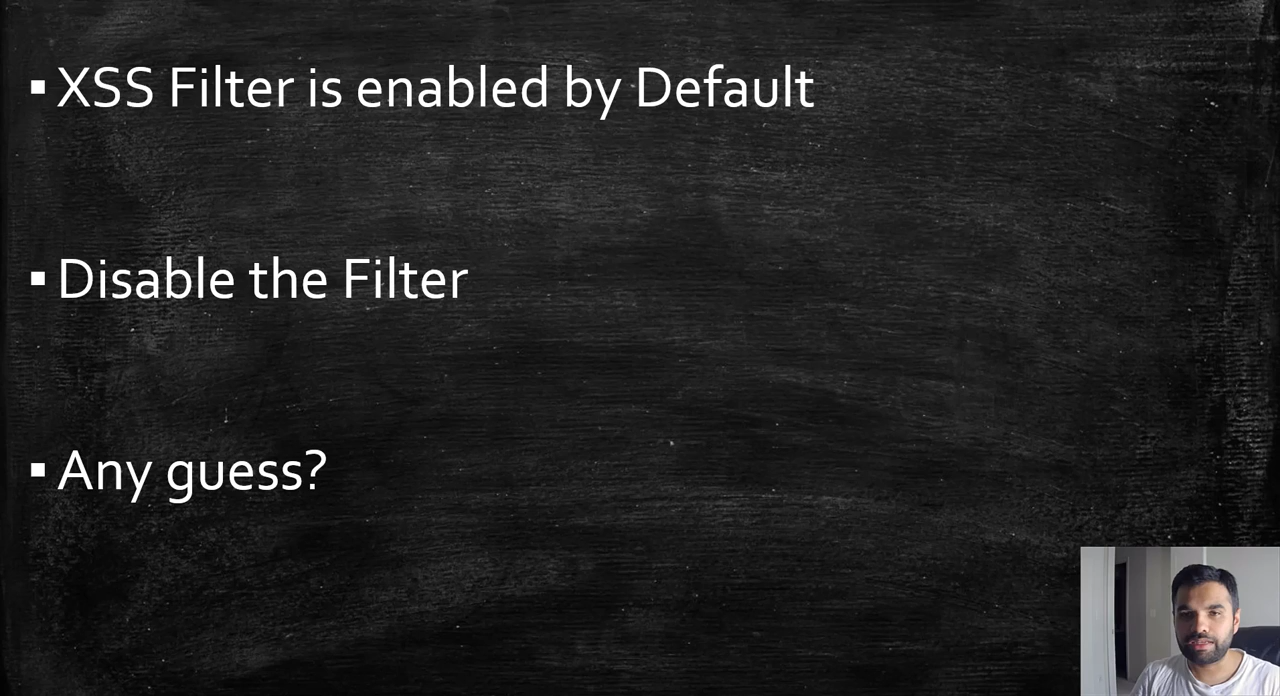 ▪ XSS Filter is enabled by Default
▪ Disable the Filter
▪ Any guess?